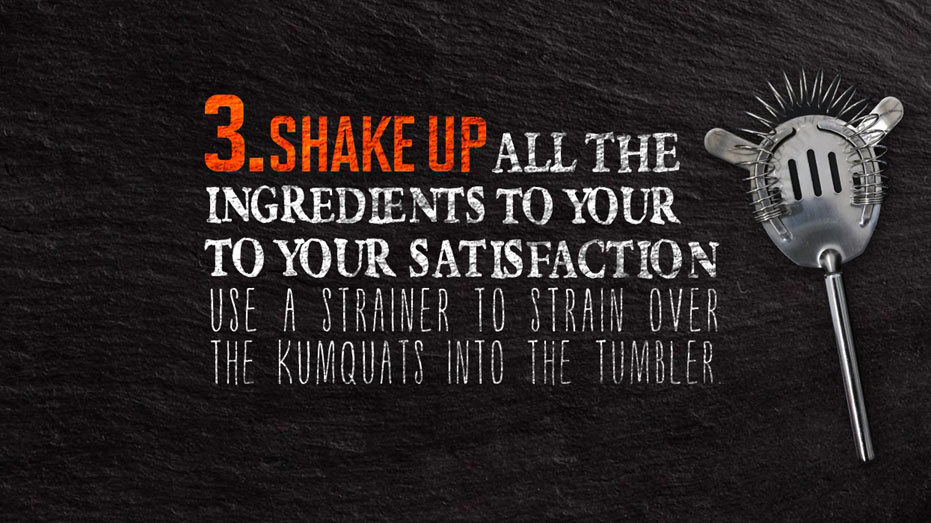 3. SHAKE UP ALL THE
INGREDIENTS TO YOUR
TO YOUR SATISFACTION
USE A STRAINER TO STRAIN OVER
THE KUMQUATS INTO THE TUMBLER.